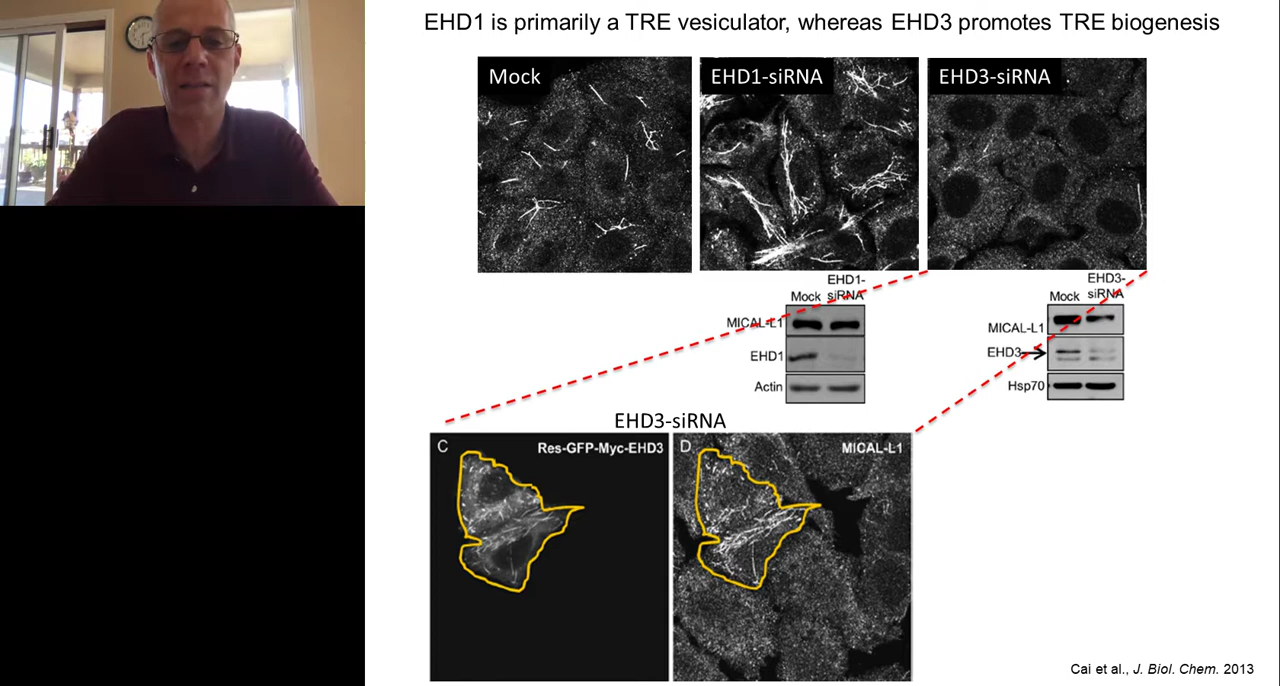 EHD1 is primarily a TRE vesiculator, whereas EHD3 promotes TRE biogenesis
Mock
EHD1-siRNA
EHD3-siRNA
Mock
EHD1-
siRNA
MICAL-L1
EHD1
Actin
Mock
EHD3-
siRNA
MICAL-L1
EHD3
Hsp70
EHD3-siRNA
C
Res-GFP-Myc-EHD3
D
MICAL-L1
Cai et al., J. Biol. Chem. 2013